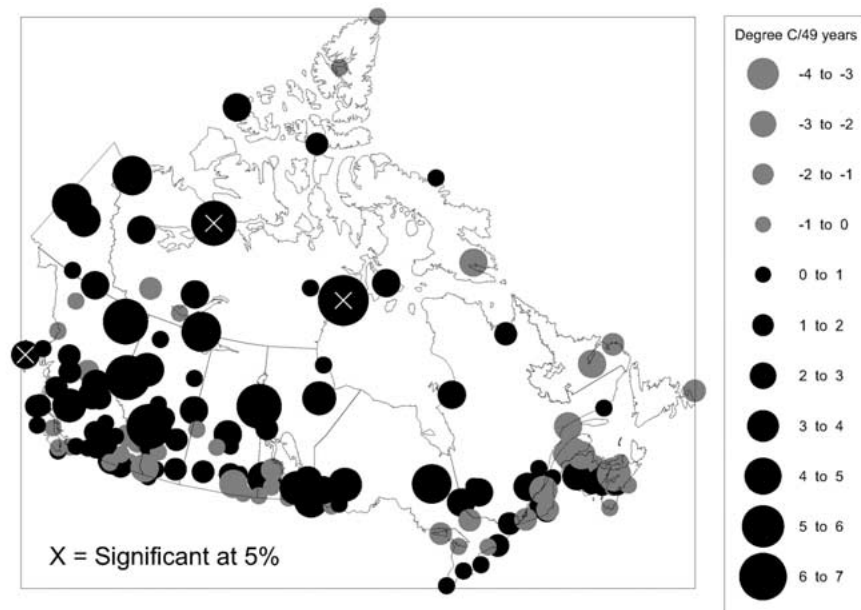 Degree C/49 years
-4 to -3
-3 to -2
-2 to -1
-1 to 0
0 to 1
1 to 2
2 to 3
3 to 4
4 to 5
5 to 6
6 to 7
X = Significant at 5%